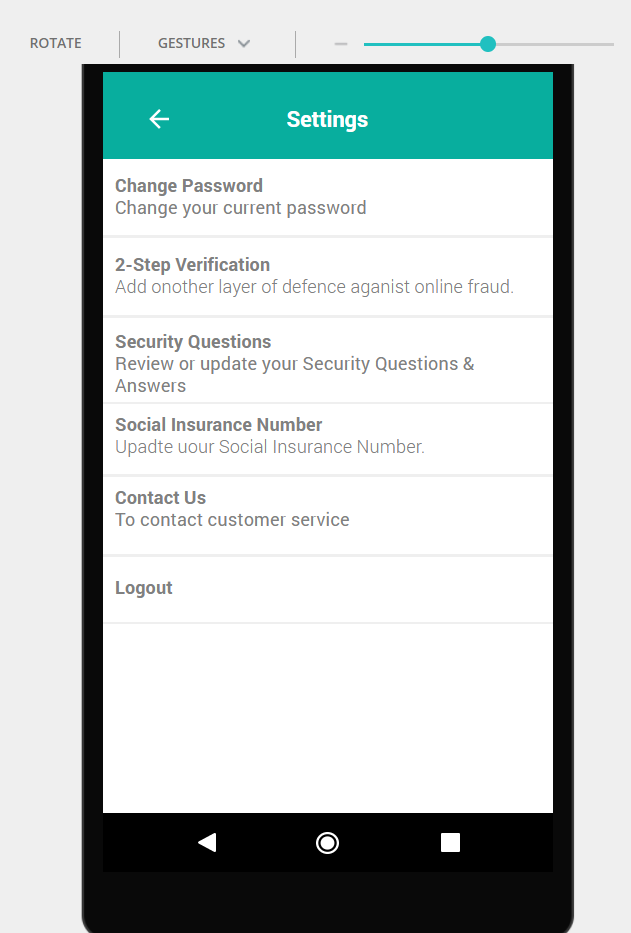 ROTATE
GESTURES
Settings
Change Password
Change your current password
2-Step Verification
Add onother layer of defence aganist online fraud.
Security Questions
Review or update your Security Questions &
Answers
Social Insurance Number
Upadte uour Social Insurance Number.
Contact Us
To contact customer service
Logout